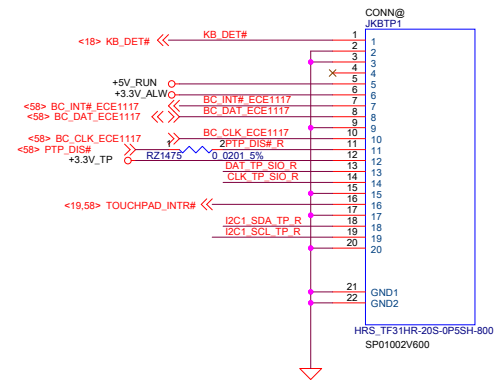 CONN@
JKBTP1
<18> KB_DET# KB_DET# 1 1
2 2
3 3
4 4
+5V_RUN 5 5
+3.3V_ALW 6 6
<58> BC_INT#_ECE1117 BC_INT#_ECE1117 7 7
<58> BC_DAT_ECE1117 BC_DAT_ECE1117 8 8
9 9
<58> BC_CLK_ECE1117 BC_CLK_ECE1117 10 10
<58> PTP_DIS# 1 2 PTP_DIS#_R 11 11
+3.3V_TP RZ1475 0_0201_5% 12 12
DAT_TP_SIO_R 13 13
CLK_TP_SIO_R 14 14
15 15
<19,58> TOUCHPAD_INTR# 16 16
17 17
I2C1_SDA_TP_R 18 18
I2C1_SCL_TP_R 19 19
20 20
21 GND1
22 GND2
HRS_TF31HR-20S-0P5SH-800
SP01002V600